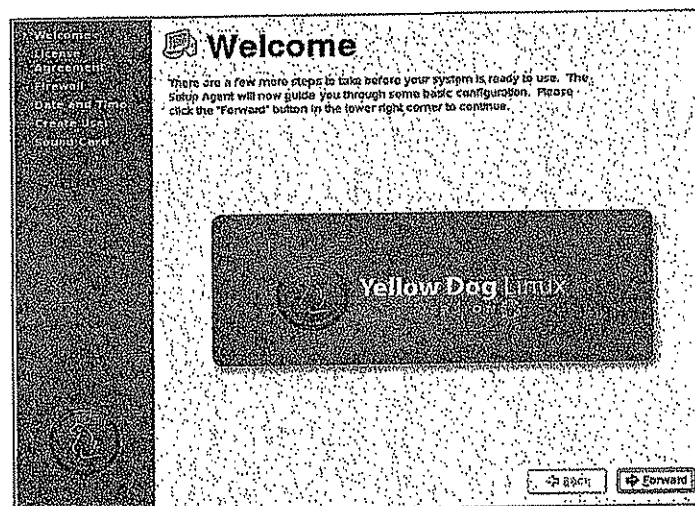 Welcome
License
Agreement
Firewall
Date and Time
Create User
Sound Card
Welcome
There are a few more steps to take before your system is ready to use. The
Setup Agent will now guide you through some basic configuration. Please
click the "Forward" button in the lower right corner to continue.
Yellow Dog Linux
Back
Forward